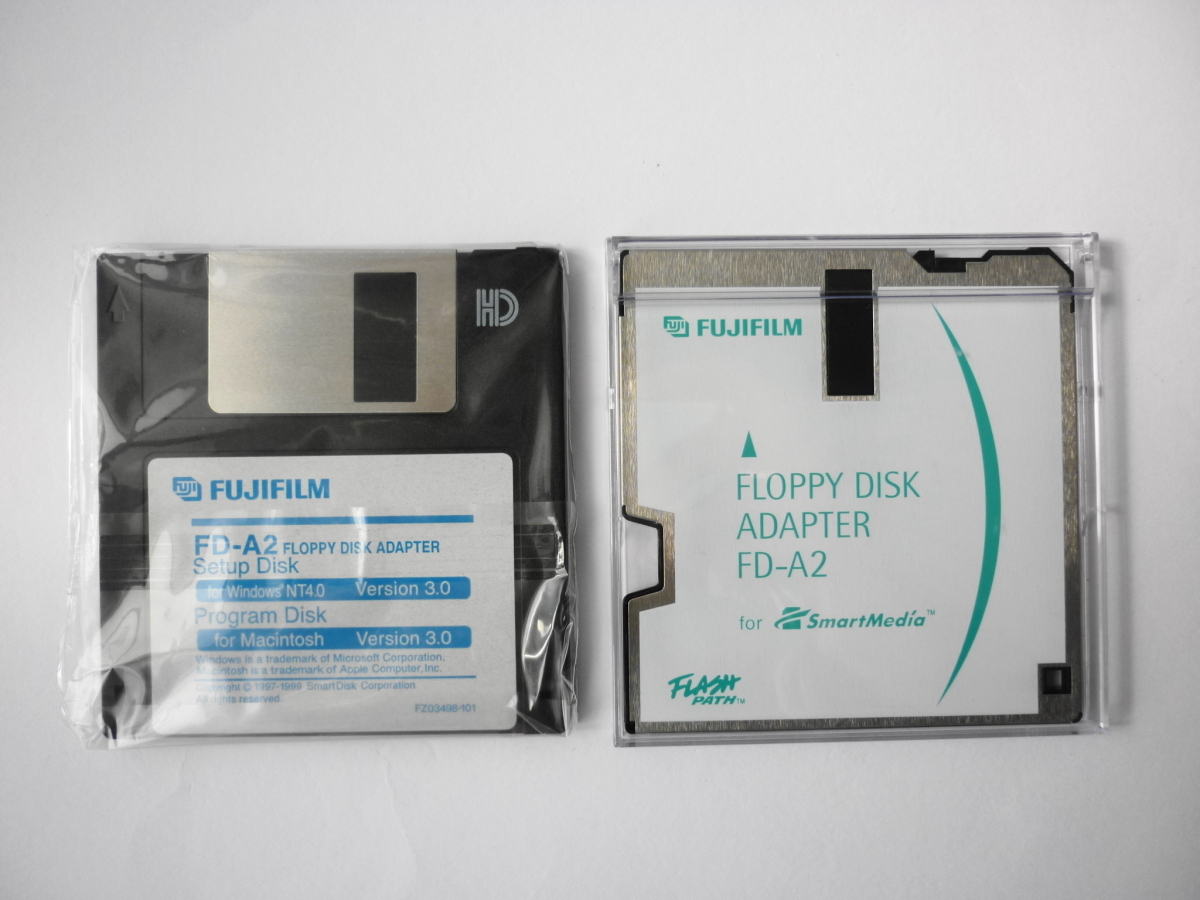 HD
FUJI FUJIFILM
FD-A2 FLOPPY DISK ADAPTER
Setup Disk
for Windows NT4.0 Version 3.0
Program Disk
for Macintosh Version 3.0
Windows is a trademark of Microsoft Corporation,
Macintosh is a trademark of Apple Computer, Inc.
Copyright © 1997-1999 SmartDisk Corporation
All rights reserved.
FZ03498-101
FUJI FUJIFILM
FLOPPY DISK
ADAPTER
FD-A2
for SmartMedia™
FLASH
PATH™